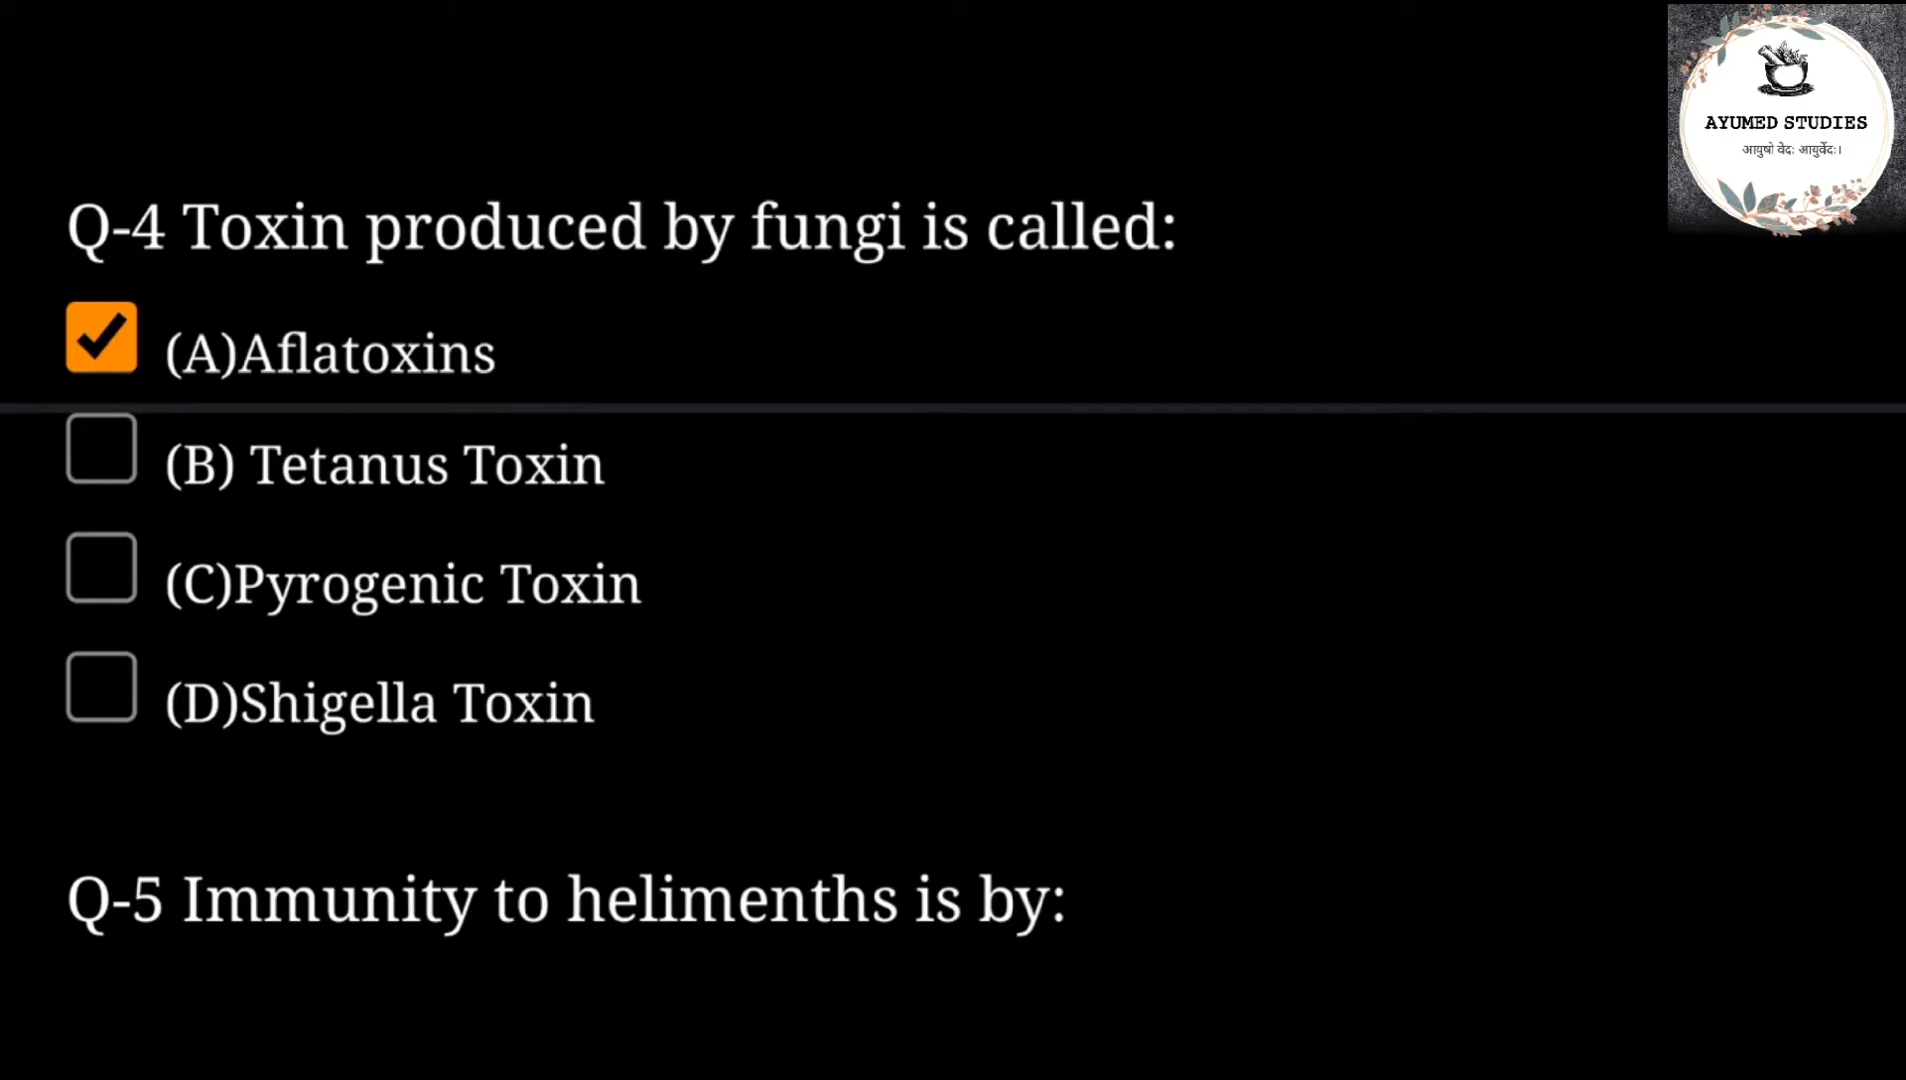 AYUMED STUDIES
आयुषो वेदः आयुर्वेदः।
Q-4 Toxin produced by fungi is called:
(A)Aflatoxins
(B) Tetanus Toxin
(C)Pyrogenic Toxin
(D)Shigella Toxin
Q-5 Immunity to helimenths is by: